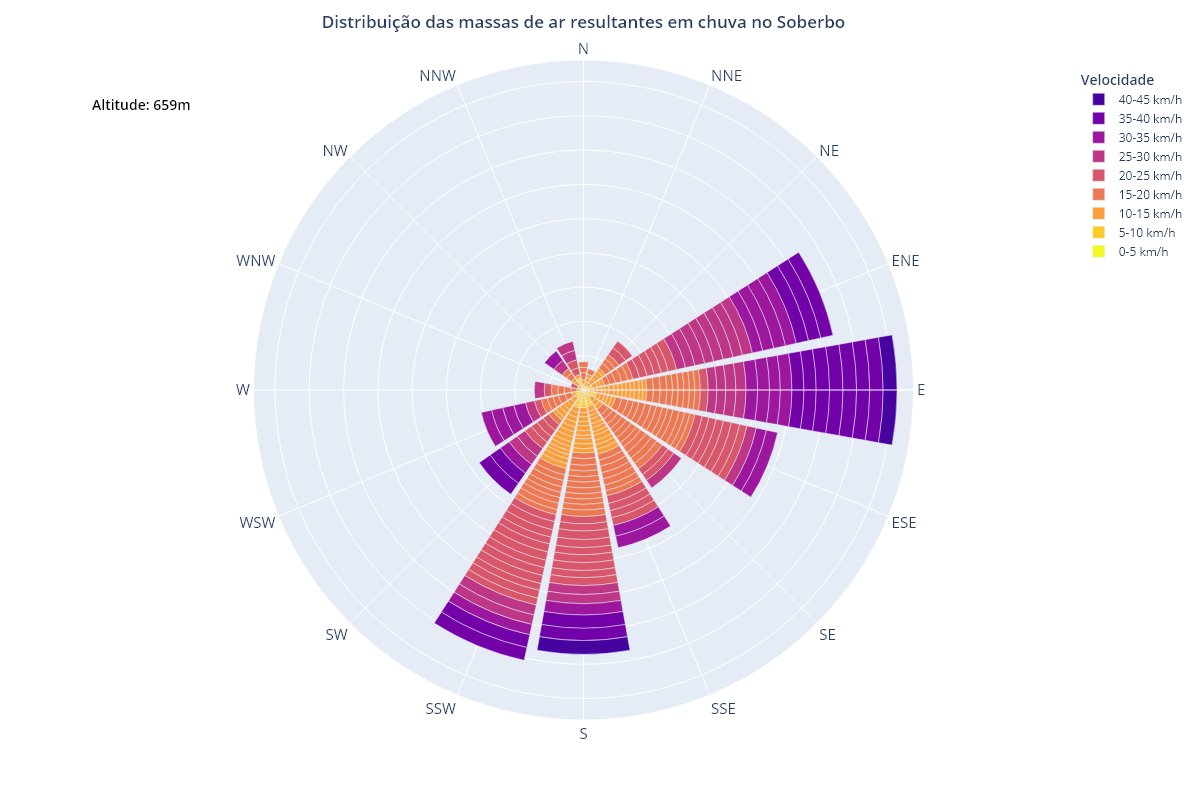 Distribuição das massas de ar resultantes em chuva no Soberbo
N
NNW
NNE
Altitude: 659m
Velocidade
40-45 km/h
35-40 km/h
30-35 km/h
25-30 km/h
20-25 km/h
15-20 km/h
10-15 km/h
5-10 km/h
0-5 km/h
NW
NE
WNW
ENE
W
E
WSW
ESE
SW
SE
SSW
SSE
S